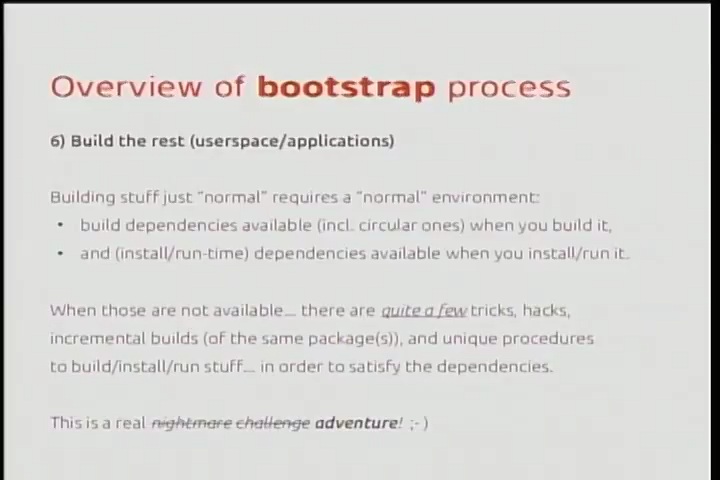 Overview of bootstrap process
6) Build the rest (userspace/applications)
Building stuff just "normal" requires a "normal" environment:
• build dependencies available (incl. circular ones) when you build it,
• and (install/run-time) dependencies available when you install/run it.
When those are not available... there are quite a few tricks, hacks,
incremental builds (of the same package(s)), and unique procedures
to build/install/run stuff... in order to satisfy the dependencies.
This is a real nightmare challenge adventure! ;-)